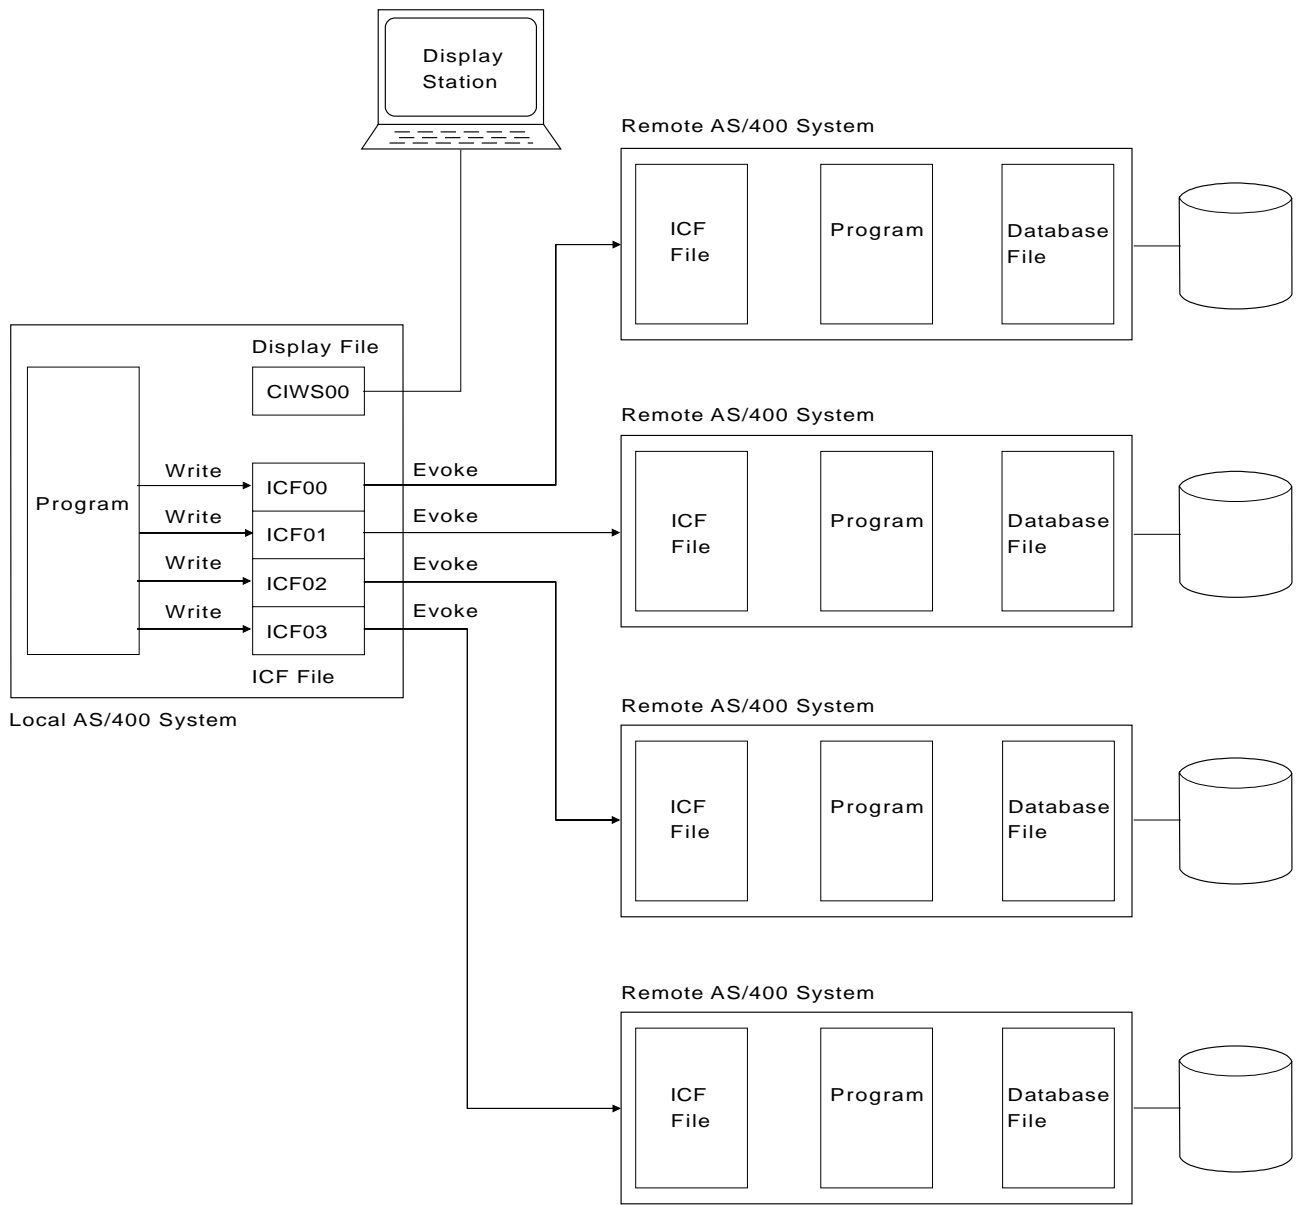 Display
Station
Remote AS/400 System
ICF
File
Program
Database
File
Display File
CIWS00
Remote AS/400 System
Write
Evoke
ICF00
Program
Write
Evoke
ICF01
ICF
File
Program
Database
File
Write
Evoke
ICF02
Write
Evoke
ICF03
ICF File
Local AS/400 System
Remote AS/400 System
ICF
File
Program
Database
File
Remote AS/400 System
ICF
File
Program
Database
File